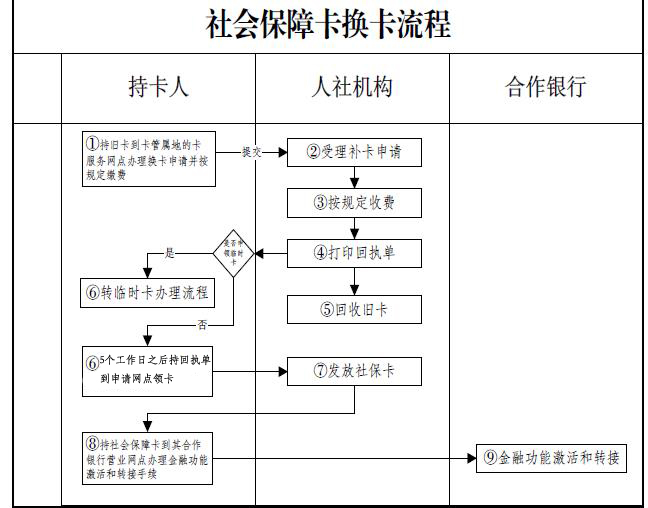 社会保障卡换卡流程
持卡人
人社机构
合作银行
①持旧卡到卡管属地的卡
服务网点办理换卡申请并按
规定缴费
提交
②受理补卡申请
③按规定收费
④打印回执单
⑤回收旧卡
是否申
领临时
卡
是
⑥转临时卡办理流程
否
⑥5个工作日之后持回执单
到申请网点领卡
⑦发放社保卡
⑧持社会保障卡到其合作
银行营业网点办理金融功能
激活和转接手续
⑨金融功能激活和转接